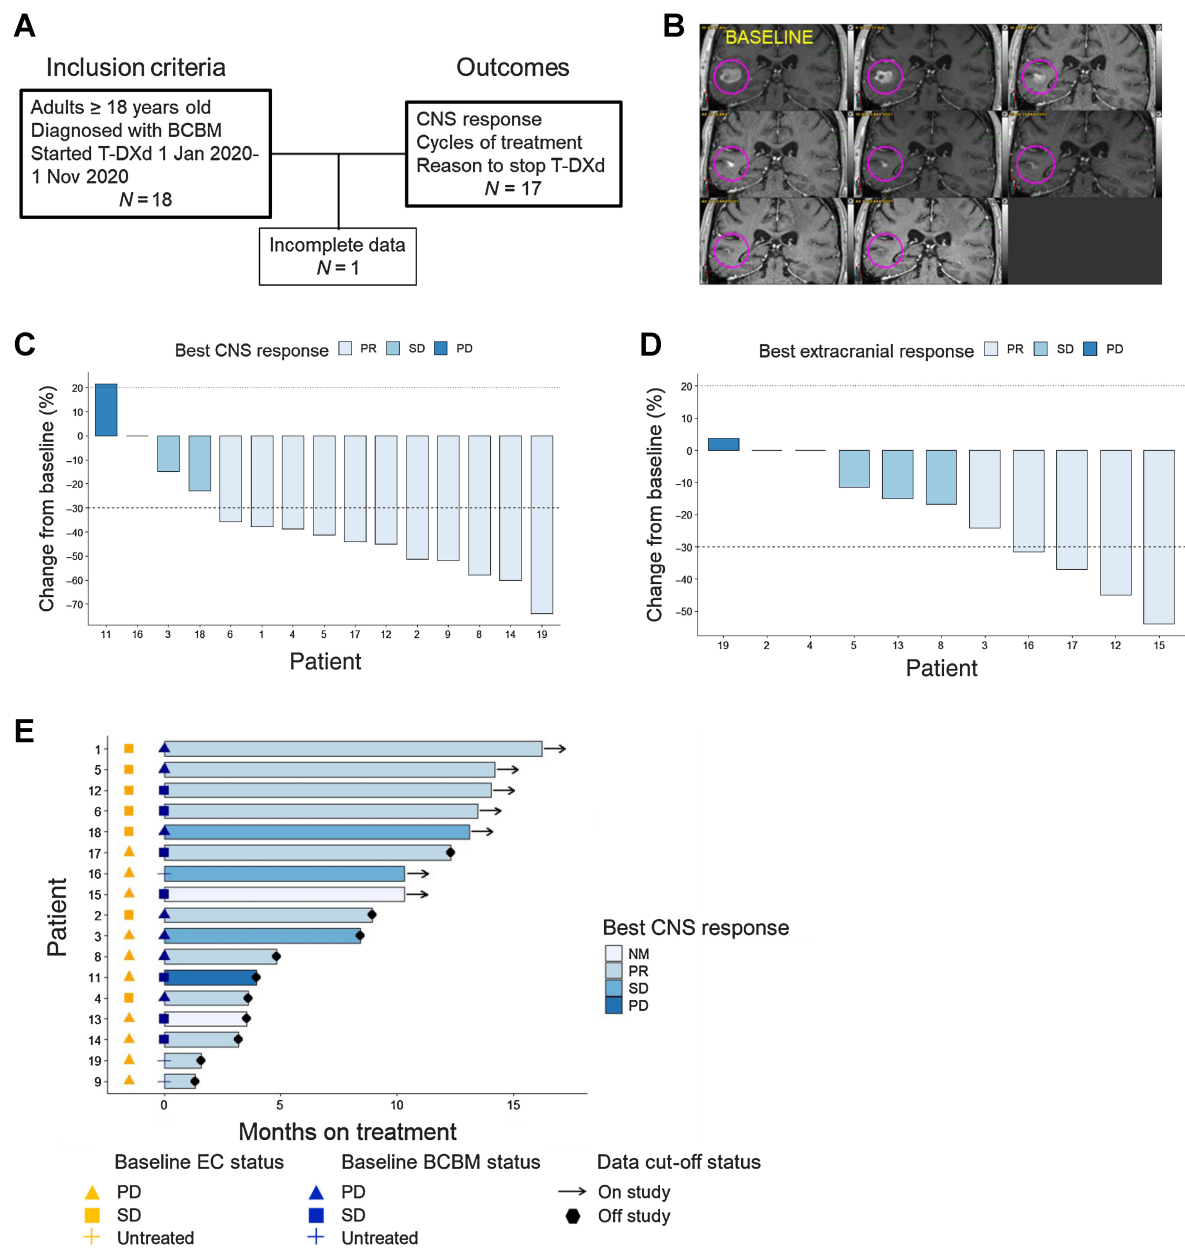 A
Inclusion criteria
Adults ≥ 18 years old
Diagnosed with BCBM
Started T-DXd 1 Jan 2020-
1 Nov 2020
N = 18
Outcomes
CNS response
Cycles of treatment
Reason to stop T-DXd
N = 17
Incomplete data
N = 1
B
BASELINE
C
Best CNS response PR SD PD
Change from baseline (%)
20
10
0
−10
−20
−30
−40
−50
−60
−70
11 16 3 18 6 1 4 5 17 12 2 9 8 14 19
Patient
D
Best extracranial response PR SD PD
Change from baseline (%)
20
10
0
−10
−20
−30
−40
−50
19 2 4 5 13 8 3 16 17 12 15
Patient
E
Patient
1
5
12
6
18
17
16
15
2
3
8
11
4
13
14
19
9
0 5 10 15
Months on treatment
Best CNS response
NM
PR
SD
PD
Baseline EC status
PD
SD
Untreated
Baseline BCBM status
PD
SD
Untreated
Data cut-off status
On study
Off study